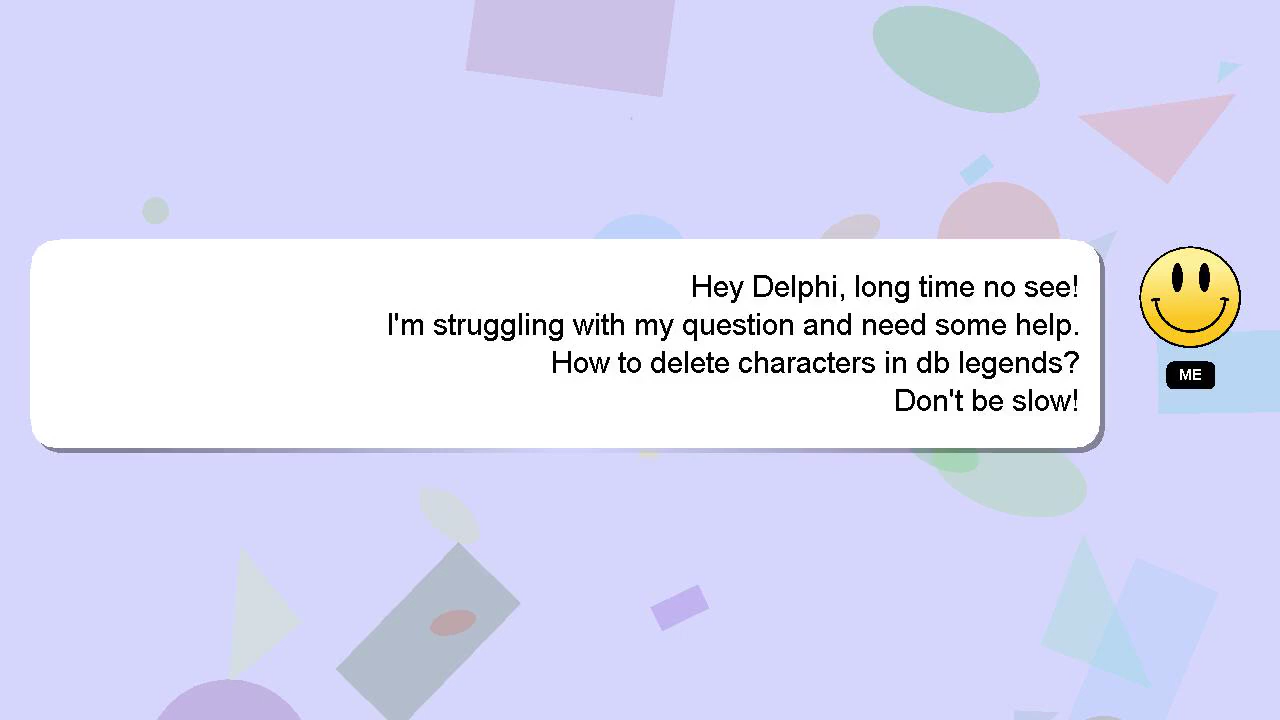 Hey Delphi, long time no see!
I'm struggling with my question and need some help.
How to delete characters in db legends?
Don't be slow!
ME